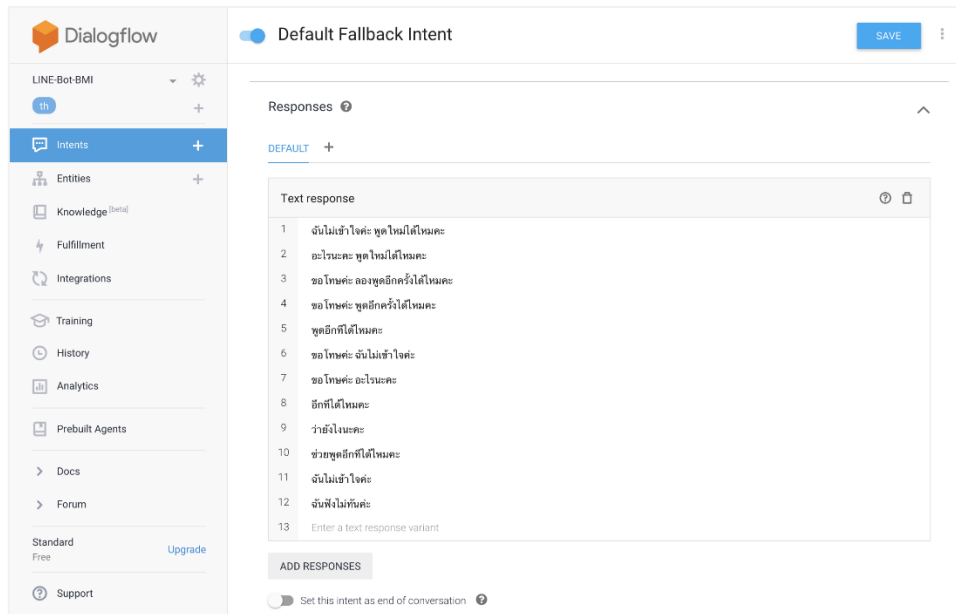 Dialogflow
LINE-Bot-BMI
th
Intents
Entities
Knowledge [beta]
Fulfillment
Integrations
Training
History
Analytics
Prebuilt Agents
Docs
Forum
Standard
Free
Upgrade
Support
Default Fallback Intent
SAVE
Responses
DEFAULT
Text response
1 ฉันไม่เข้าใจค่ะ พูดใหม่ได้ไหมคะ
2 อะไรนะคะ พูดใหม่ได้ไหมคะ
3 ขอโทษค่ะ ลองพูดอีกครั้งได้ไหมคะ
4 ขอโทษค่ะ พูดอีกครั้งได้ไหมคะ
5 พูดอีกทีได้ไหมคะ
6 ขอโทษค่ะ ฉันไม่เข้าใจค่ะ
7 ขอโทษค่ะ อะไรนะคะ
8 อีกทีได้ไหมคะ
9 ว่ายังไงนะคะ
10 ช่วยพูดอีกทีได้ไหมคะ
11 ฉันไม่เข้าใจค่ะ
12 ฉันฟังไม่ทันค่ะ
13 Enter a text response variant
ADD RESPONSES
Set this intent as end of conversation